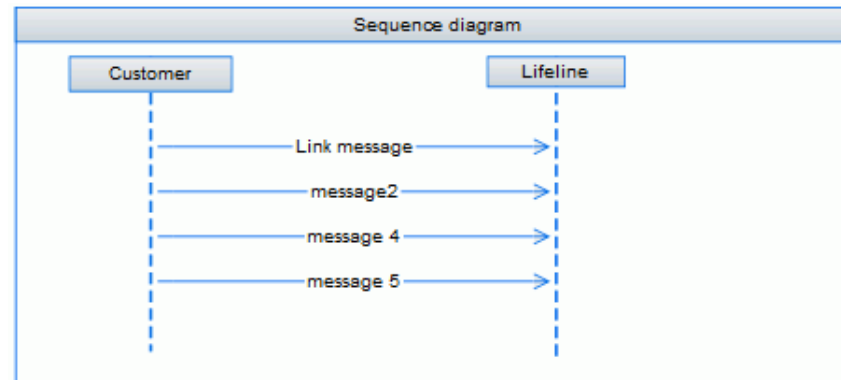 Sequence diagram
Customer
Lifeline
Link message
message2
message 4
message 5